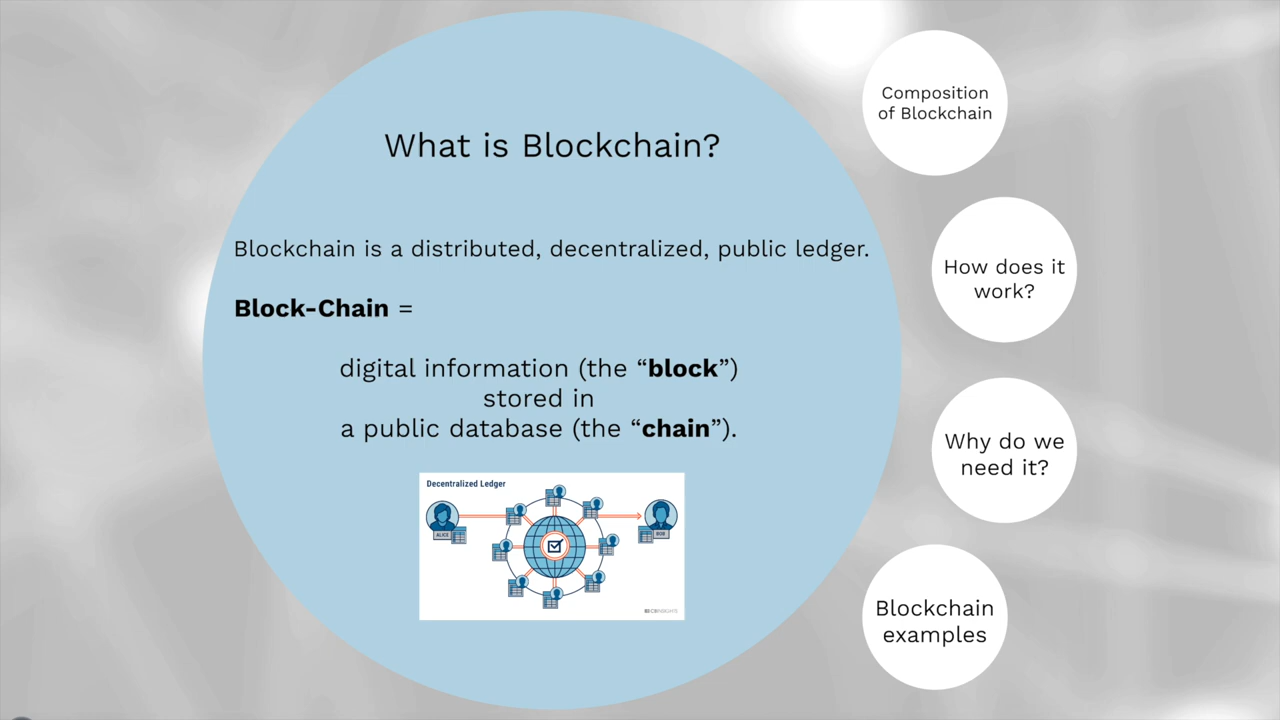 What is Blockchain?
Blockchain is a distributed, decentralized, public ledger.
Block-Chain =
digital information (the “block”)
stored in
a public database (the “chain”).
Decentralized Ledger
ALICE
BOB
CBINSIGHTS
Composition
of Blockchain
How does it
work?
Why do we
need it?
Blockchain
examples